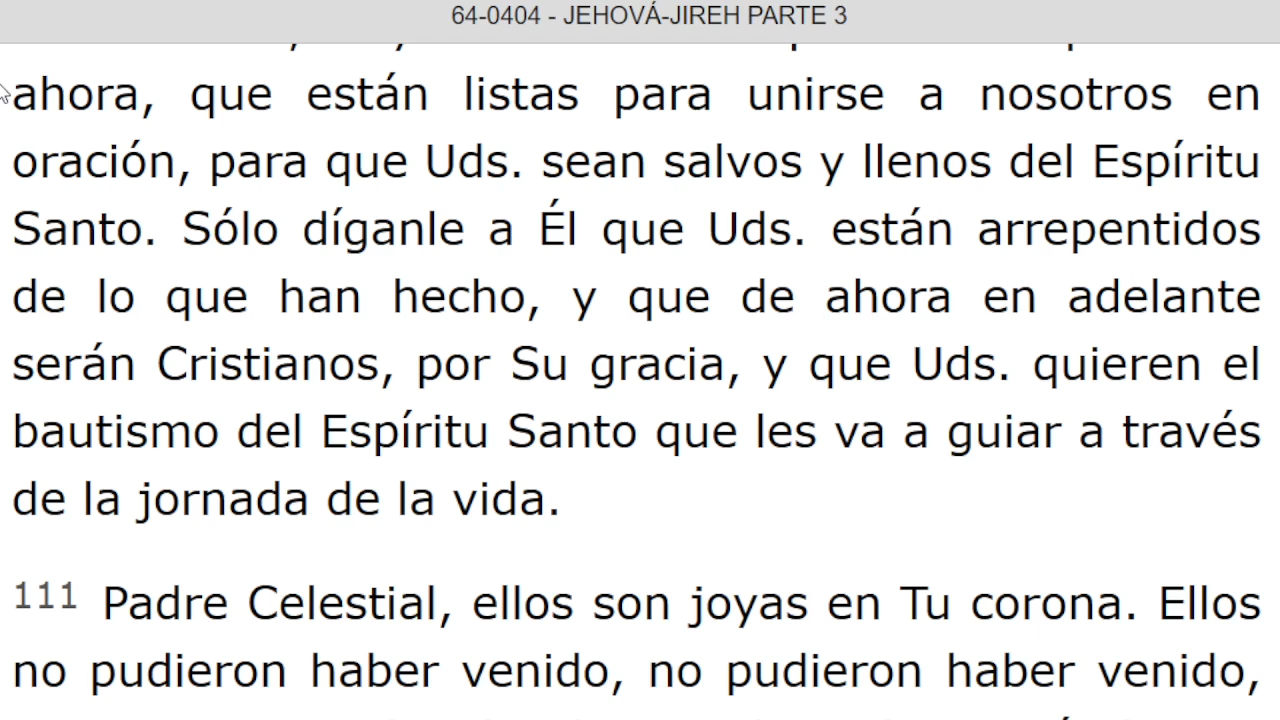 64-0404 - JEHOVÁ-JIREH PARTE 3
ahora, que están listas para unirse a nosotros en
oración, para que Uds. sean salvos y llenos del Espíritu
Santo. Sólo díganle a Él que Uds. están arrepentidos
de lo que han hecho, y que de ahora en adelante
serán Cristianos, por Su gracia, y que Uds. quieren el
bautismo del Espíritu Santo que les va a guiar a través
de la jornada de la vida.
111 Padre Celestial, ellos son joyas en Tu corona. Ellos
no pudieron haber venido, no pudieron haber venido,